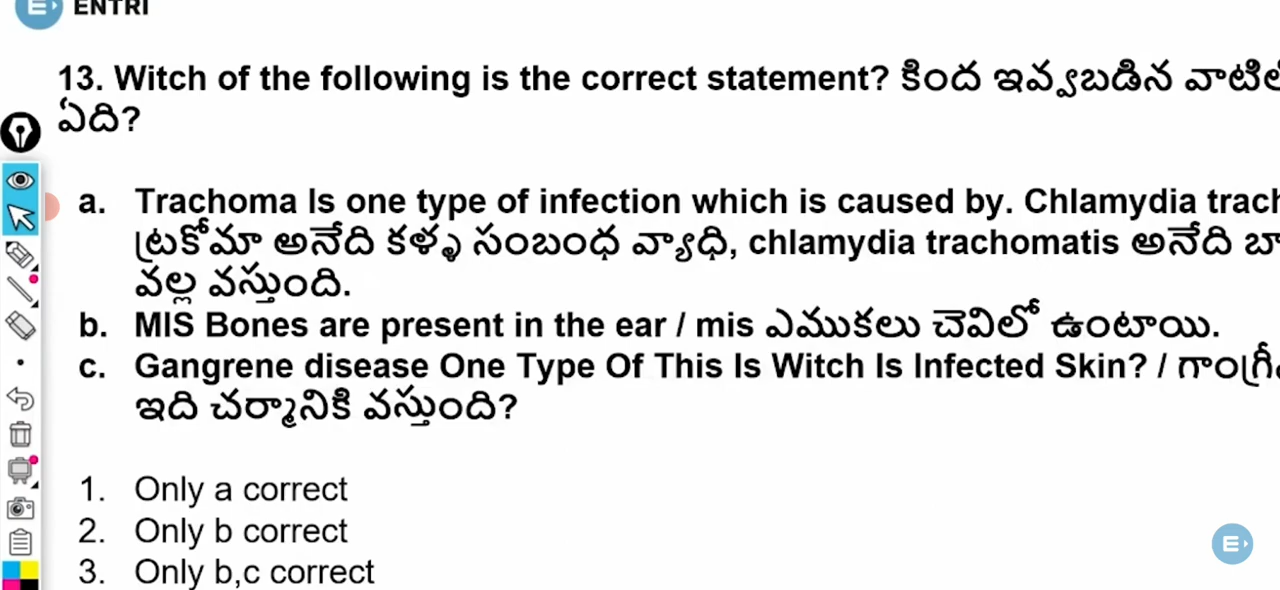 ENTRI
13. Witch of the following is the correct statement? కింద ఇవ్వబడిన
ఏది?
a. Trachoma Is one type of infection which is caused by. Chlamydia
ట్రకోమా అనేది కళ్ళ సంబంధ వ్యాధి, chlamydia trachomatis అనేది
వల్ల వస్తుంది.
b. MIS Bones are present in the ear / mis ఎముకలు చెవిలో ఉంటాయి.
c. Gangrene disease One Type Of This Is Witch Is Infected Skin? /
ఇది చర్మానికి వస్తుంది?
1. Only a correct
2. Only b correct
3. Only b,c correct